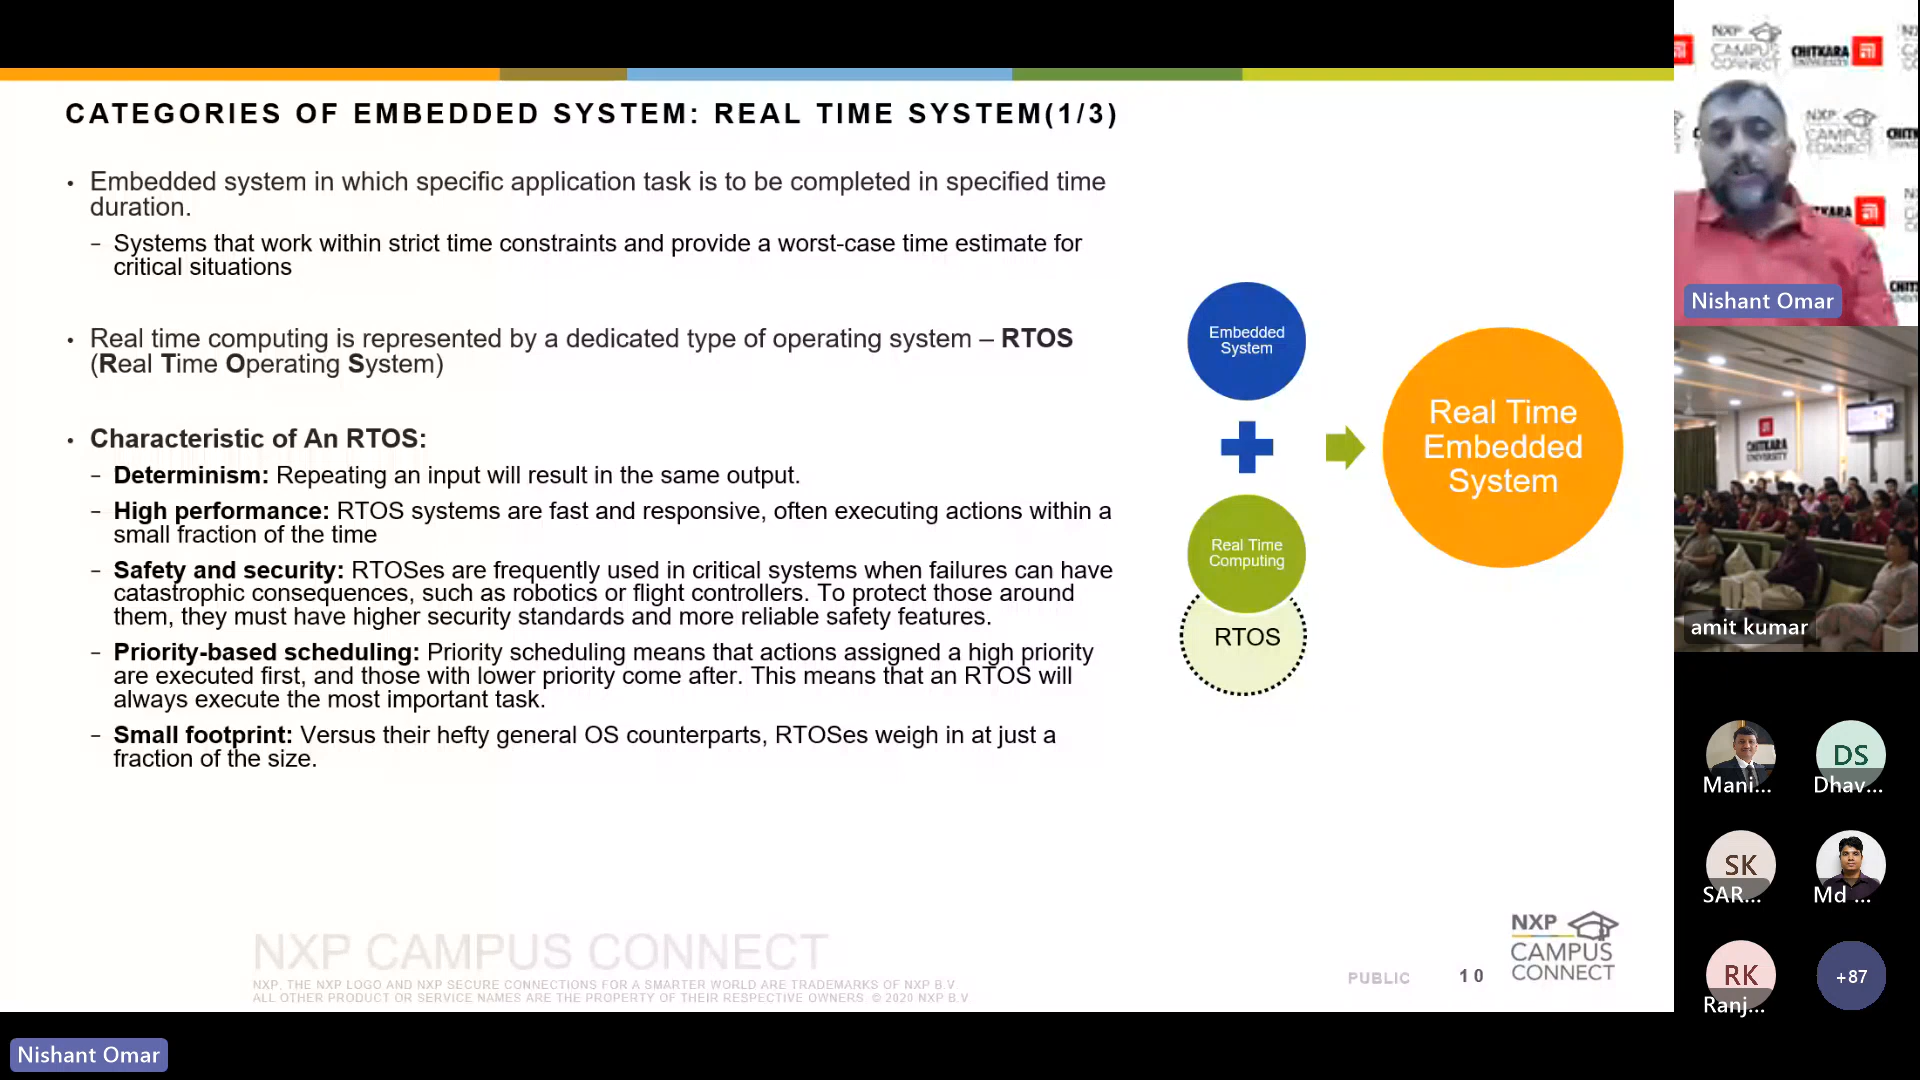 CATEGORIES OF EMBEDDED SYSTEM: REAL TIME SYSTEM(1/3)
• Embedded system in which specific application task is to be completed in specified time
duration.
– Systems that work within strict time constraints and provide a worst-case time estimate for
critical situations
• Real time computing is represented by a dedicated type of operating system – RTOS
(Real Time Operating System)
• Characteristic of An RTOS:
– Determinism: Repeating an input will result in the same output.
– High performance: RTOS systems are fast and responsive, often executing actions within a
small fraction of the time
– Safety and security: RTOSes are frequently used in critical systems when failures can have
catastrophic consequences, such as robotics or flight controllers. To protect those around
them, they must have higher security standards and more reliable safety features.
– Priority-based scheduling: Priority scheduling means that actions assigned a high priority
are executed first, and those with lower priority come after. This means that an RTOS will
always execute the most important task.
– Small footprint: Versus their hefty general OS counterparts, RTOSes weigh in at just a
fraction of the size.
Embedded
System
Real Time
Computing
RTOS
Real Time
Embedded
System
NXP CAMPUS CONNECT
NXP, THE NXP LOGO AND NXP SECURE CONNECTIONS FOR A SMARTER WORLD ARE TRADEMARKS OF NXP B.V
ALL OTHER PRODUCT OR SERVICE NAMES ARE THE PROPERTY OF THEIR RESPECTIVE OWNERS © 2020 NXP B.V
PUBLIC
10
NXP
CAMPUS
CONNECT
Nishant Omar
NXP
CAMPUS
CONNECT
CHITKARA
UNIVERSITY
NXP
CAMPUS
CONNECT
Nishant Omar
CHITKARA
UNIVERSITY
amit kumar
Mani...
DS
Dhav...
SK
SAR...
Md ...
RK
Ranj...
+87